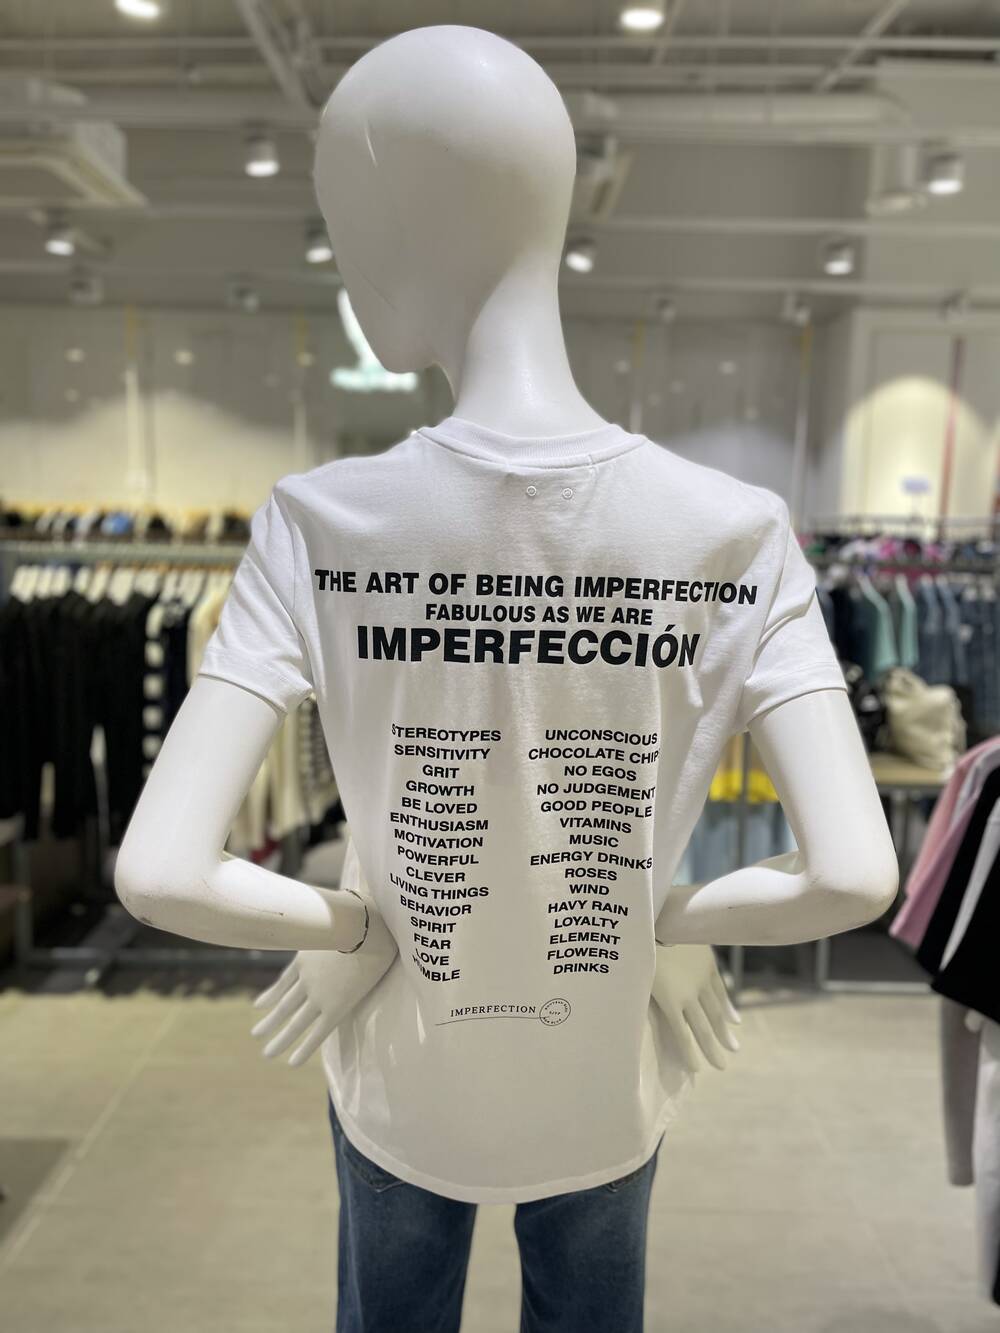 THE ART OF BEING IMPERFECTION
FABULOUS AS WE ARE
IMPERFECCIÓN
STEREOTYPES
SENSITIVITY
GRIT
GROWTH
BE LOVED
ENTHUSIASM
MOTIVATION
POWERFUL
CLEVER
LIVING THINGS
BEHAVIOR
SPIRIT
FEAR
LOVE
HUMBLE
UNCONSCIOUS
CHOCOLATE CHIPS
NO EGOS
NO JUDGEMENT
GOOD PEOPLE
VITAMINS
MUSIC
ENERGY DRINKS
ROSES
WIND
HAVY RAIN
LOYALTY
ELEMENT
FLOWERS
DRINKS
IMPERFECTION